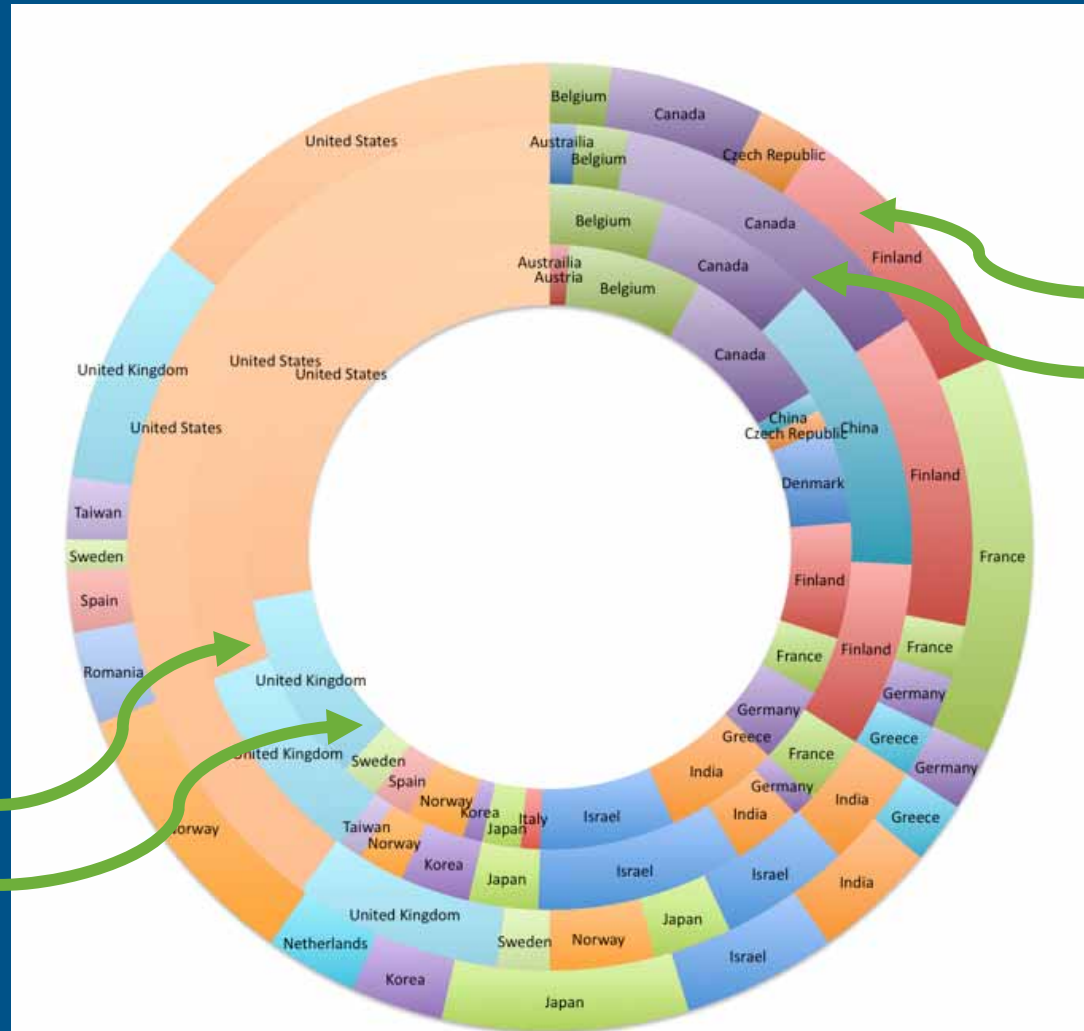 United States
Belgium
Canada
Czech Republic
Austrailia
Belgium
Canada
Finland
Belgium
Canada
Austrailia
Austria
Belgium
Canada
United Kingdom
United States
United States
United States
China
Czech Republic
China
Denmark
Finland
France
Taiwan
Sweden
Spain
Romania
Finland
France
Finland
France
Germany
Germany
Greece
Germany
Greece
United Kingdom
United Kingdom
Sweden
Spain
Norway
Korea
Japan
Italy
Israel
India
Greece
France
Germany
India
India
Norway
Taiwan
Norway
Korea
Japan
Israel
Israel
India
United Kingdom
Sweden
Norway
Japan
Netherlands
Korea
Japan
Israel